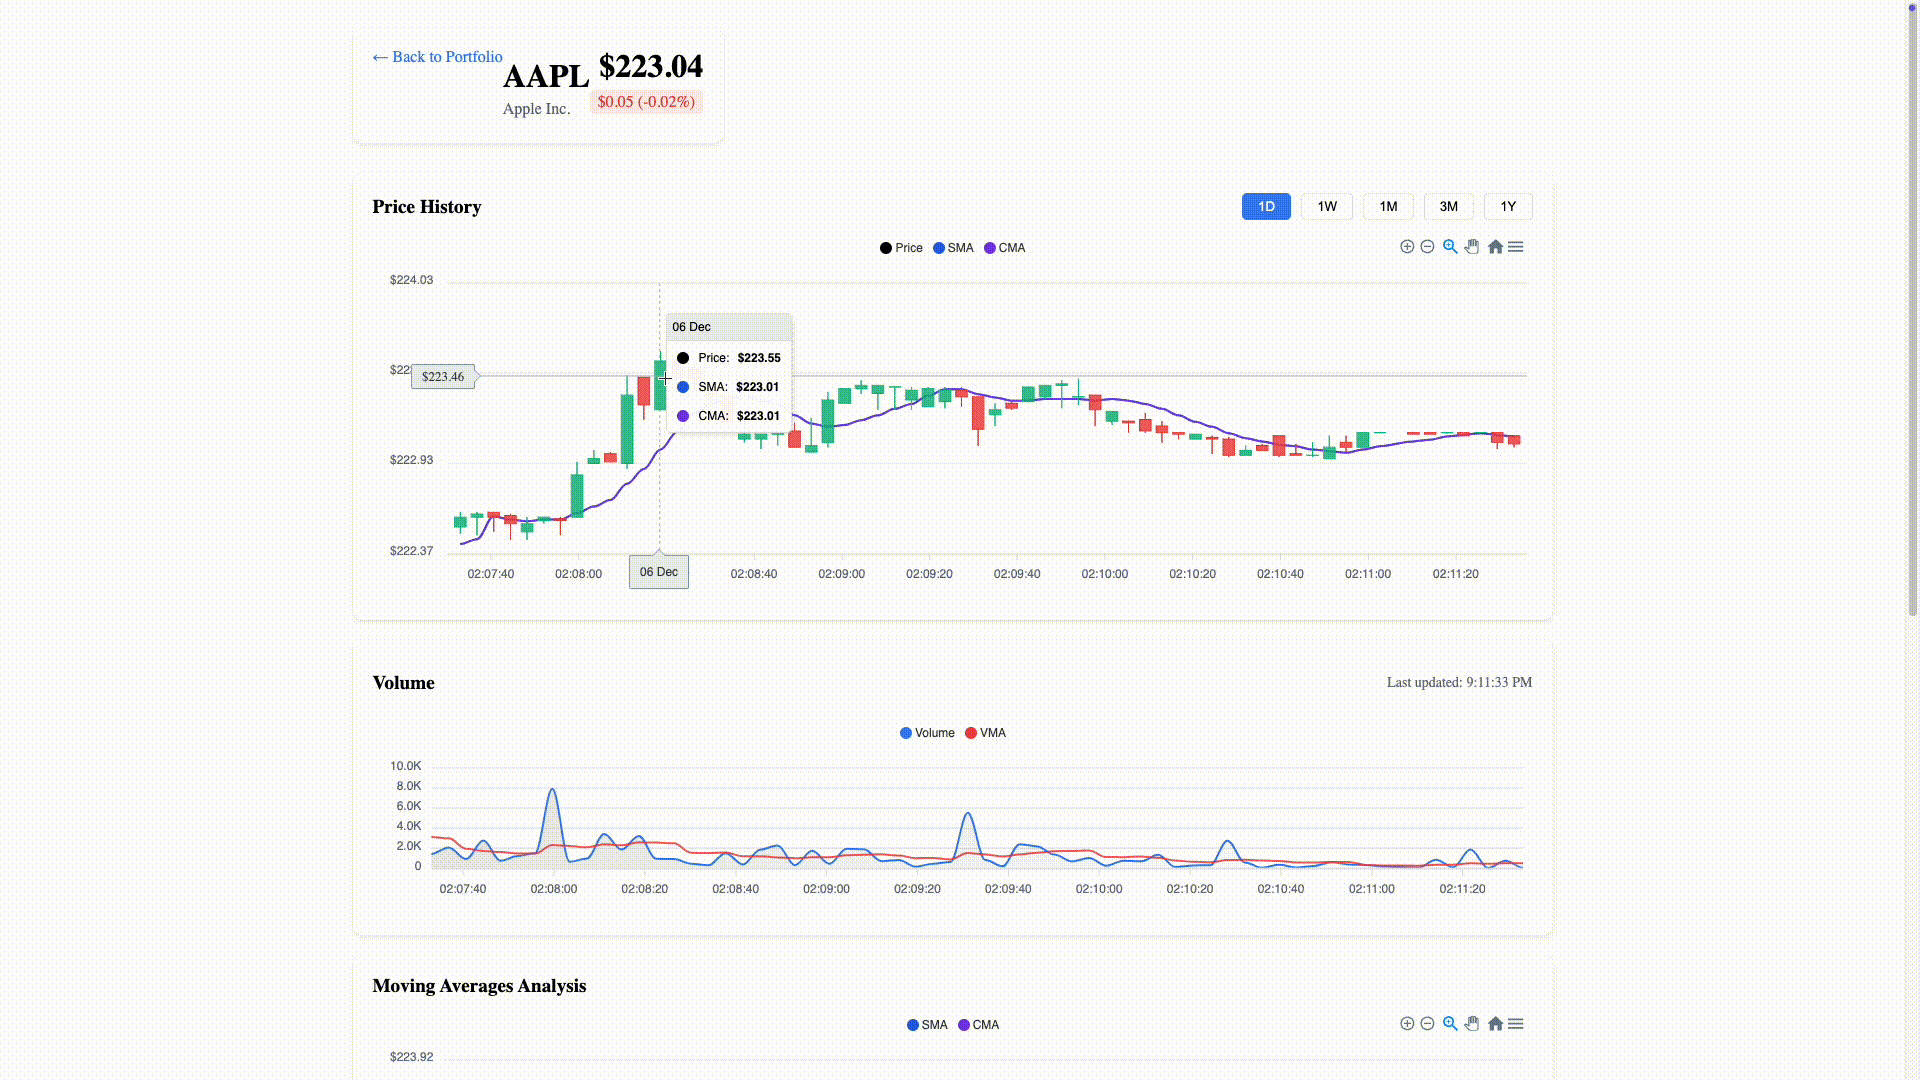 ← Back to Portfolio
AAPL
Apple Inc.
$223.04
$0.05 (-0.02%)
Price History
1D
1W
1M
3M
1Y
Price
SMA
CMA
$224.03
$223.46
$222.93
$222.37
06 Dec
Price: $223.55
SMA: $223.01
CMA: $223.01
02:07:40
02:08:00
06 Dec
02:08:40
02:09:00
02:09:20
02:09:40
02:10:00
02:10:20
02:10:40
02:11:00
02:11:20
Volume
Last updated: 9:11:33 PM
Volume
VMA
10.0K
8.0K
6.0K
4.0K
2.0K
0
02:07:40
02:08:00
02:08:20
02:08:40
02:09:00
02:09:20
02:09:40
02:10:00
02:10:20
02:10:40
02:11:00
02:11:20
Moving Averages Analysis
SMA
CMA
$223.92